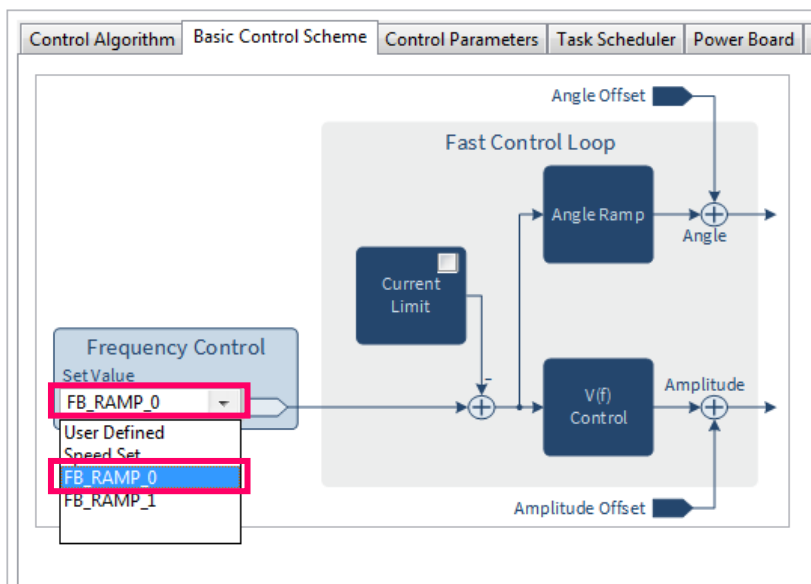 Control Algorithm
Basic Control Scheme
Control Parameters
Task Scheduler
Power Board
Angle Offset
Fast Control Loop
Angle Ramp
Angle
Current
Limit
Frequency Control
Set Value
FB_RAMP_0
User Defined
Speed Set
FB_RAMP_0
FB_RAMP_1
-
V(f)
Control
Amplitude
Amplitude Offset